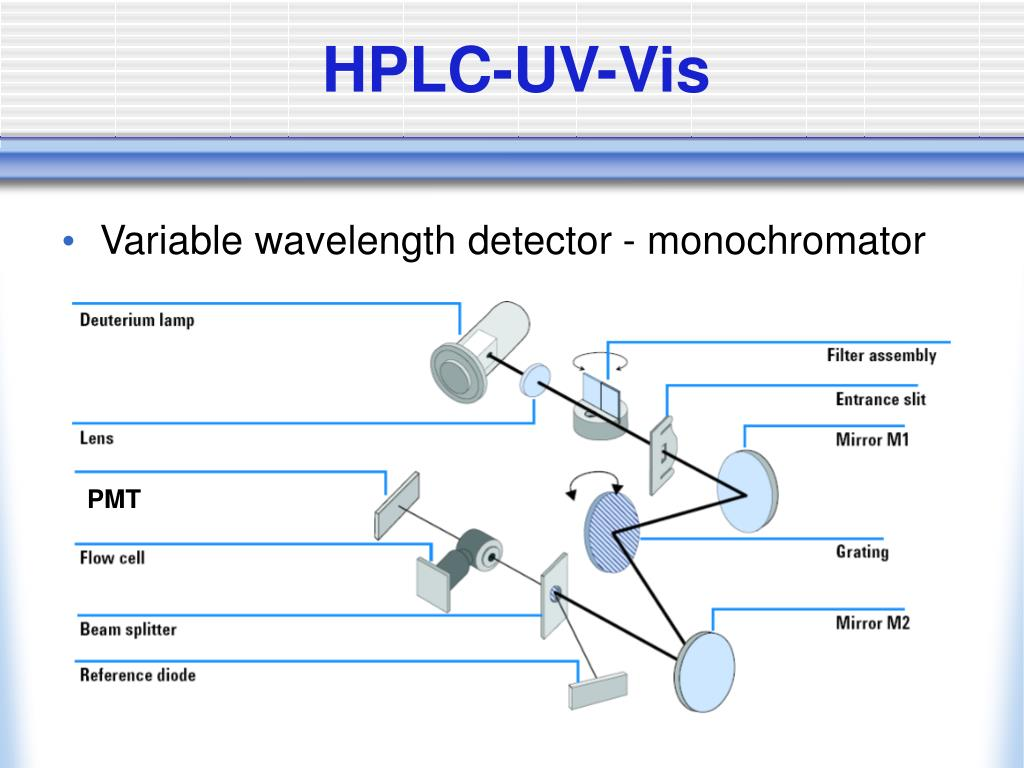 HPLC-UV-Vis
• Variable wavelength detector - monochromator
Deuterium lamp
Filter assembly
Entrance slit
Lens
Mirror M1
PMT
Flow cell
Grating
Beam splitter
Mirror M2
Reference diode